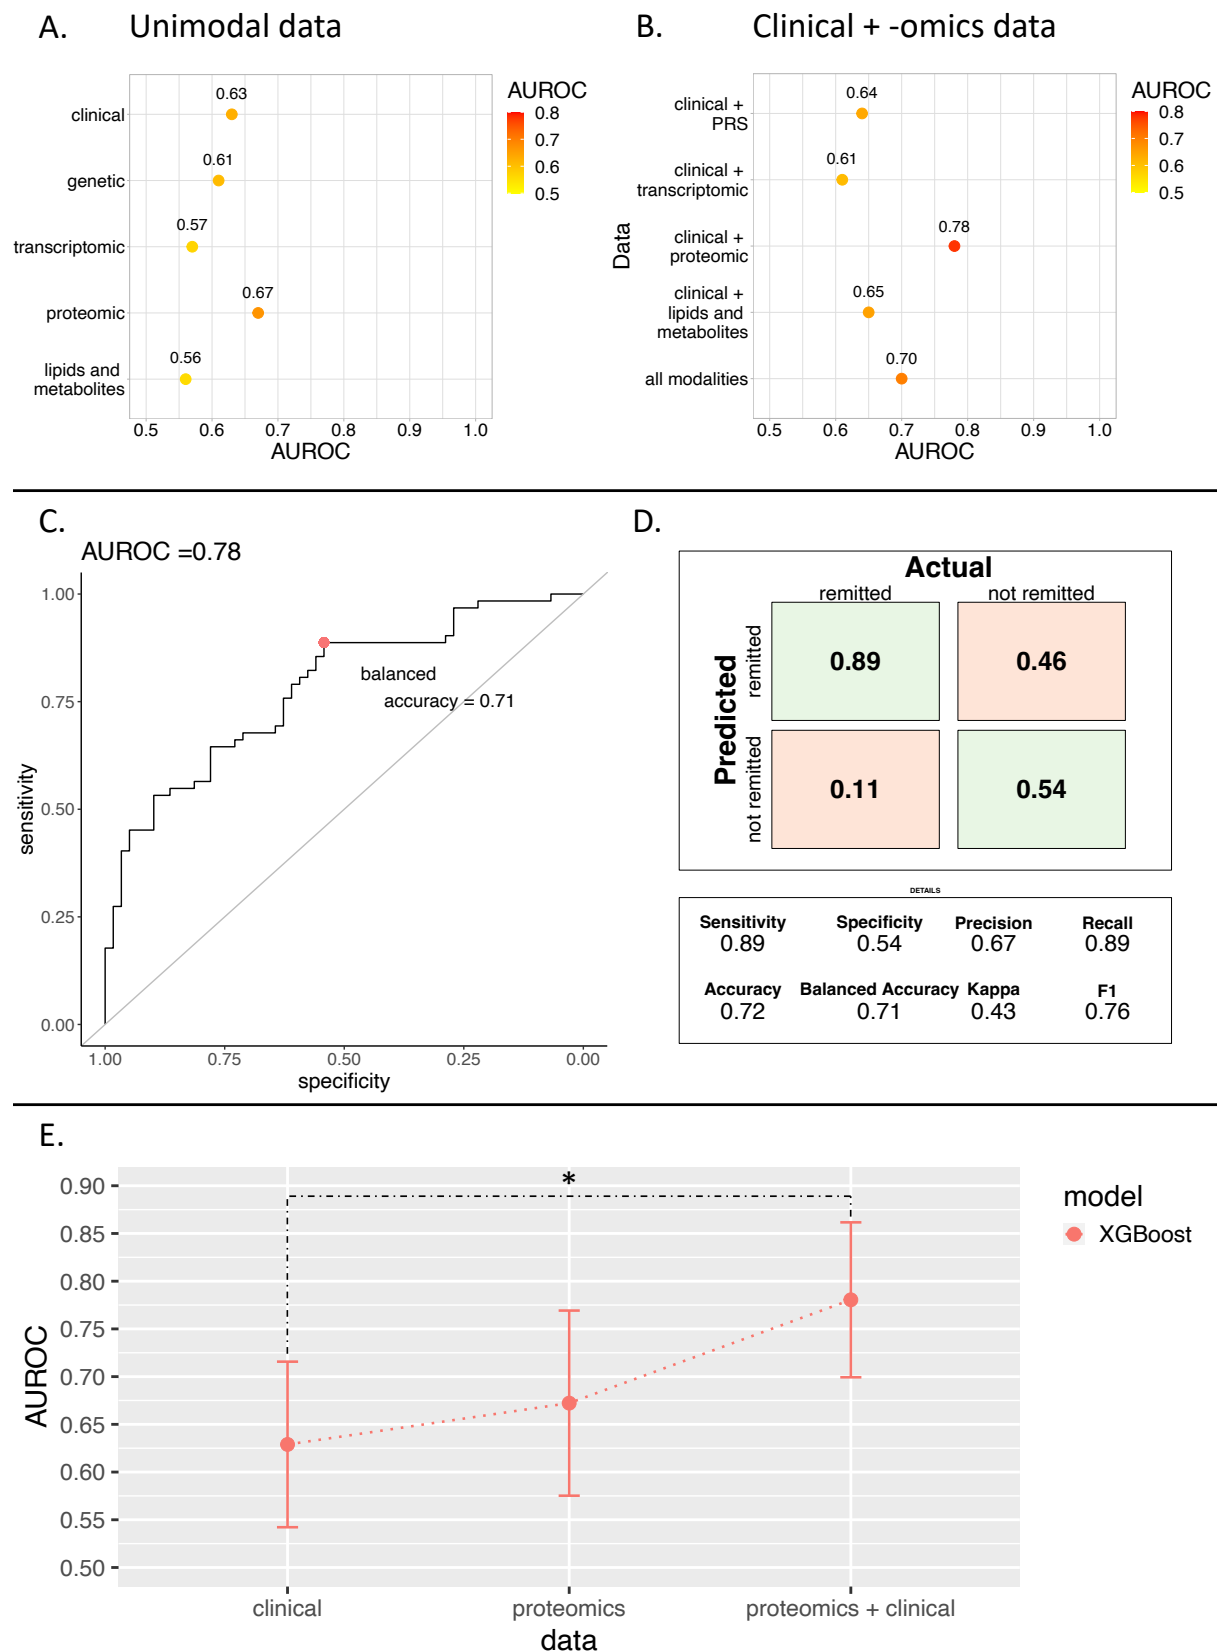 A. Unimodal data
clinical
genetic
transcriptomic
proteomic
lipids and
metabolites
0.63
0.61
0.57
0.67
0.56
0.5 0.6 0.7 0.8 0.9 1.0
AUROC
AUROC
0.8
0.7
0.6
0.5
B. Clinical + -omics data
Data
clinical +
PRS
clinical +
transcriptomic
clinical +
proteomic
clinical +
lipids and
metabolites
all modalities
0.64
0.61
0.78
0.65
0.70
0.5 0.6 0.7 0.8 0.9 1.0
AUROC
AUROC
0.8
0.7
0.6
0.5
C.
AUROC =0.78
sensitivity
1.00
0.75
0.50
0.25
0.00
balanced
accuracy = 0.71
1.00 0.75 0.50 0.25 0.00
specificity
D.
Actual
remitted not remitted
Predicted
remitted
not remitted
0.89 0.46
0.11 0.54
DETAILS
Sensitivity Specificity Precision Recall
0.89 0.54 0.67 0.89
Accuracy Balanced Accuracy Kappa F1
0.72 0.71 0.43 0.76
E.
AUROC
0.90
0.85
0.80
0.75
0.70
0.65
0.60
0.55
0.50
*
clinical proteomics proteomics + clinical
data
model
XGBoost